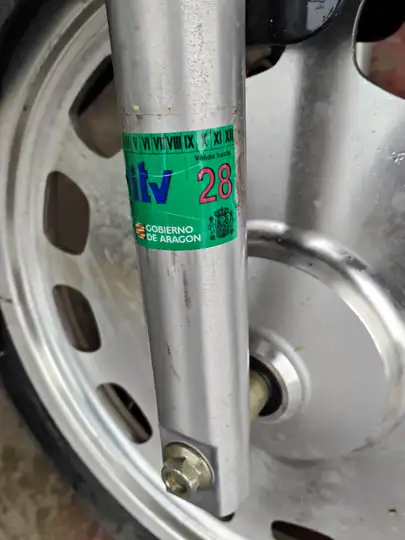 V VI VII VIII IX X XI XII
Válido hasta
itv 28
GOBIERNO
DE ARAGON